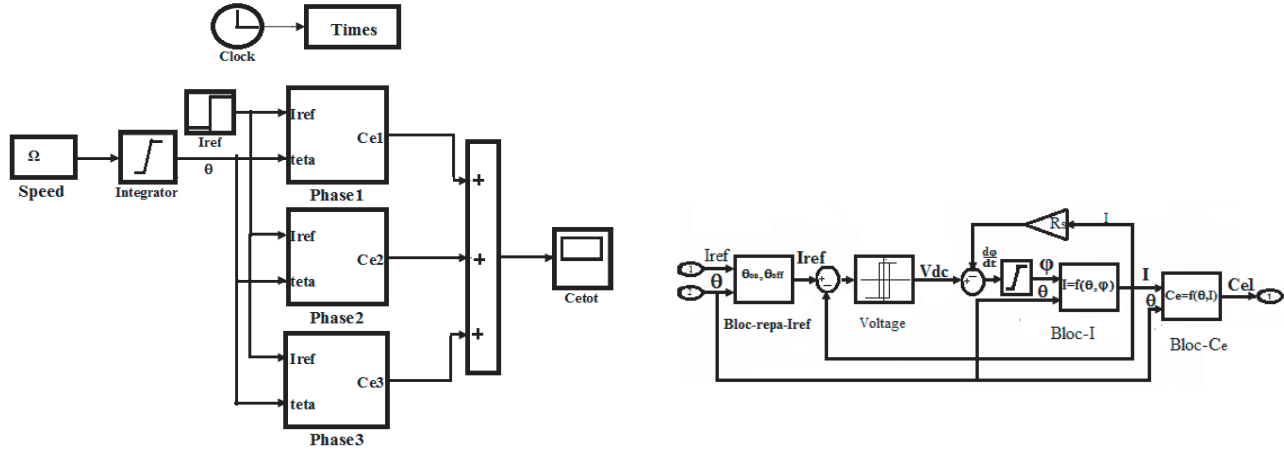 Times
Clock
Iref
Ω
Speed
Integrator
θ
Iref
Ce1
teta
Phase1
Iref
Ce2
teta
Phase2
Iref
Ce3
teta
Phase3
+
+
+
Cetot
Rs
I
Iref
1
θ
2
θon, θoff
Bloc-repa-Iref
Iref
+
−
Voltage
Vdc
+
−
dφ
dt
φ
θ
I=f(θ,φ)
Bloc-I
I
θ
Ce=f(θ,I)
Bloc-Ce
Cel
1